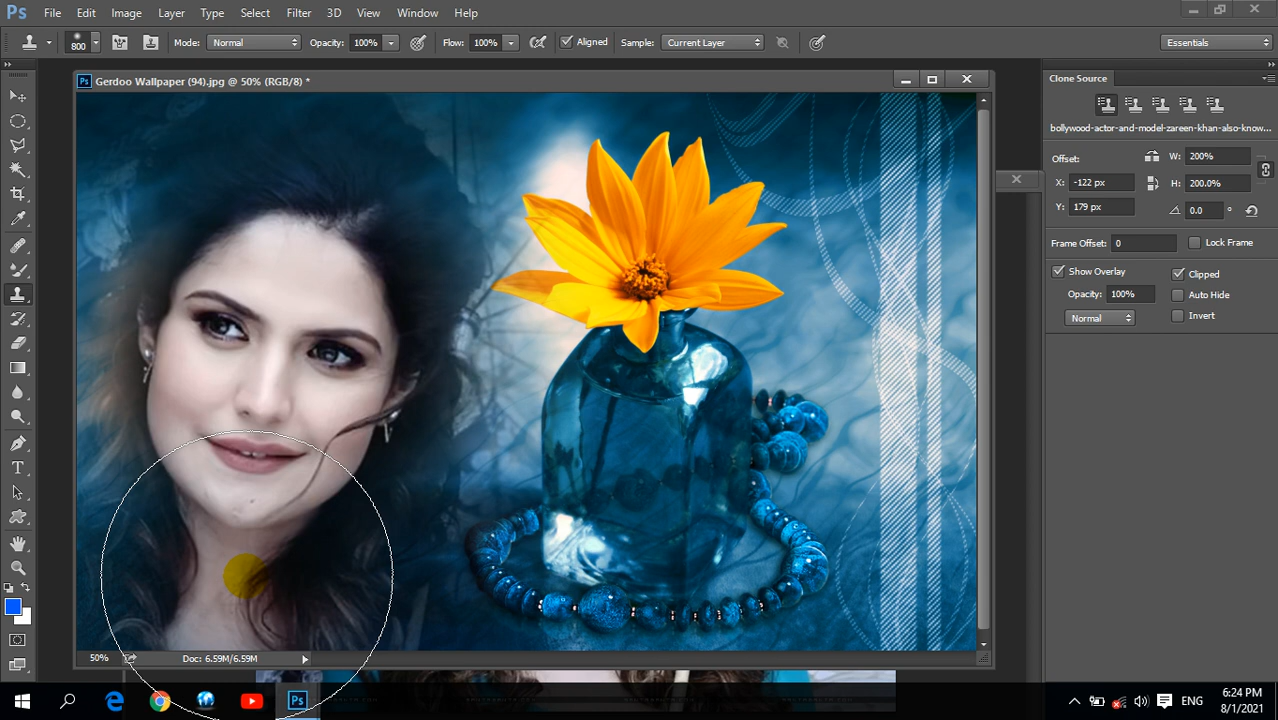 Ps File Edit Image Layer Type Select Filter 3D View Window Help
800 Mode: Normal Opacity: 100% Flow: 100% Aligned Sample: Current Layer Essentials
Ps Gerdoo Wallpaper (94).jpg @ 50% (RGB/8) *
Clone Source
bollywood-actor-and-model-zareen-khan-also-know...
Offset: W: 200%
X: -122 px H: 200.0%
Y: 179 px 0.0 °
Frame Offset: 0 Lock Frame
Show Overlay Clipped
Opacity: 100% Auto Hide
Normal Invert
T
50% Doc: 6.59M/6.59M
Ps ENG 6:24 PM
8/1/2021